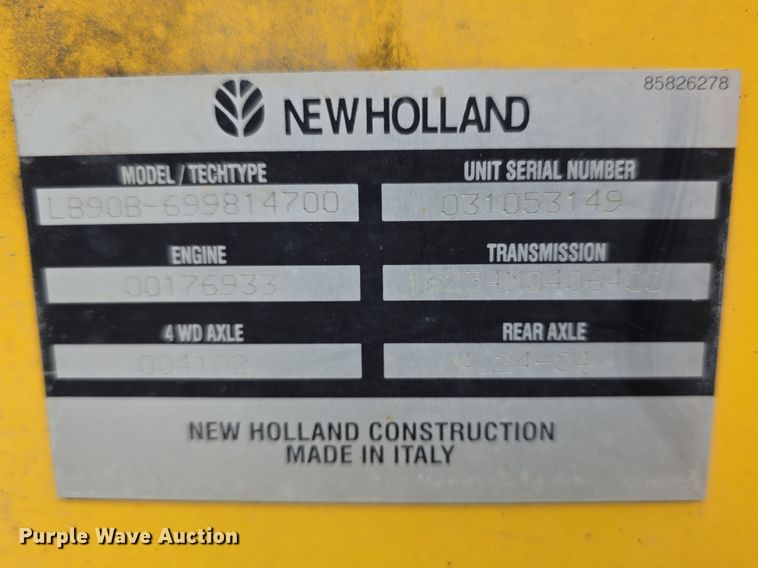 85826278
NEW HOLLAND
MODEL / TECHTYPE
UNIT SERIAL NUMBER
LB90B-699814700
031053149
ENGINE
TRANSMISSION
00176933
4 WD AXLE
REAR AXLE
004102
NEW HOLLAND CONSTRUCTION
MADE IN ITALY
Purple Wave Auction